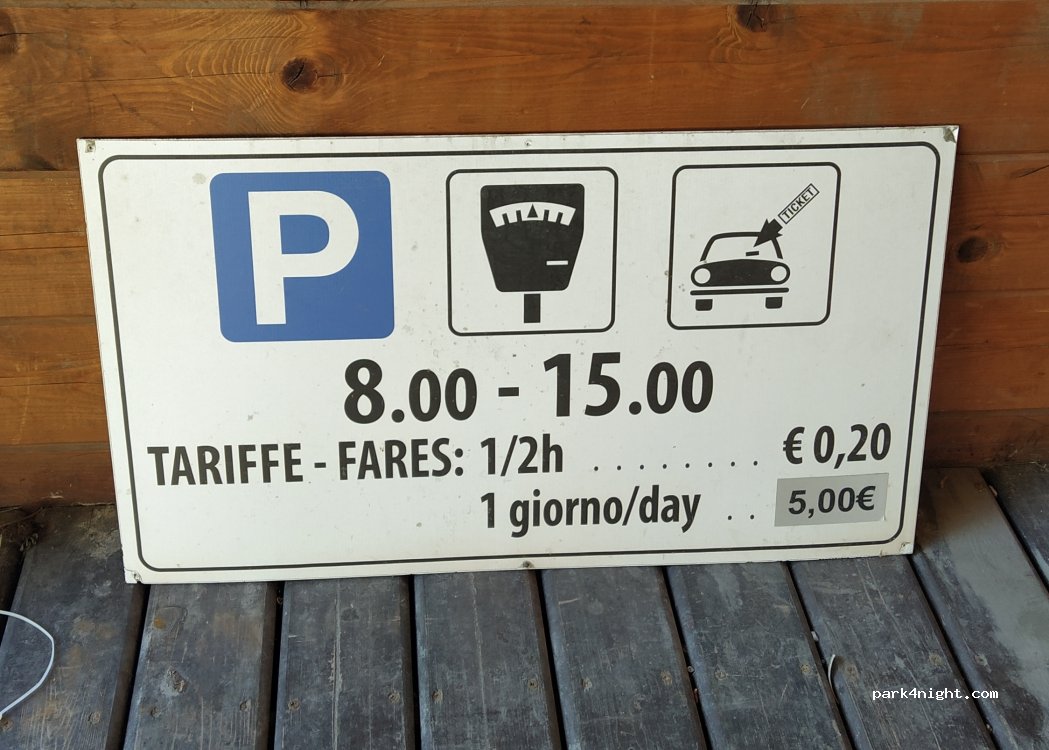 P
TICKET
8.00 - 15.00
TARIFFE - FARES: 1/2h ........ € 0,20
1 giorno/day .. 5,00€
park4night.com